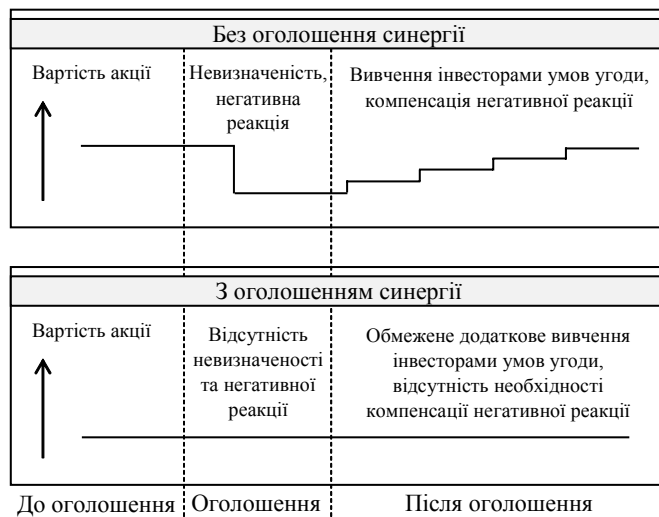 Без оголошення синергії
Вартість акції
Невизначеність,
негативна
реакція
Вивчення інвесторами умов угоди,
компенсація негативної реакції
З оголошенням синергії
Вартість акції
Відсутність
невизначеності
та негативної
реакції
Обмежене додаткове вивчення
інвесторами умов угоди,
відсутність необхідності
компенсації негативної реакції
До оголошення
Оголошення
Після оголошення